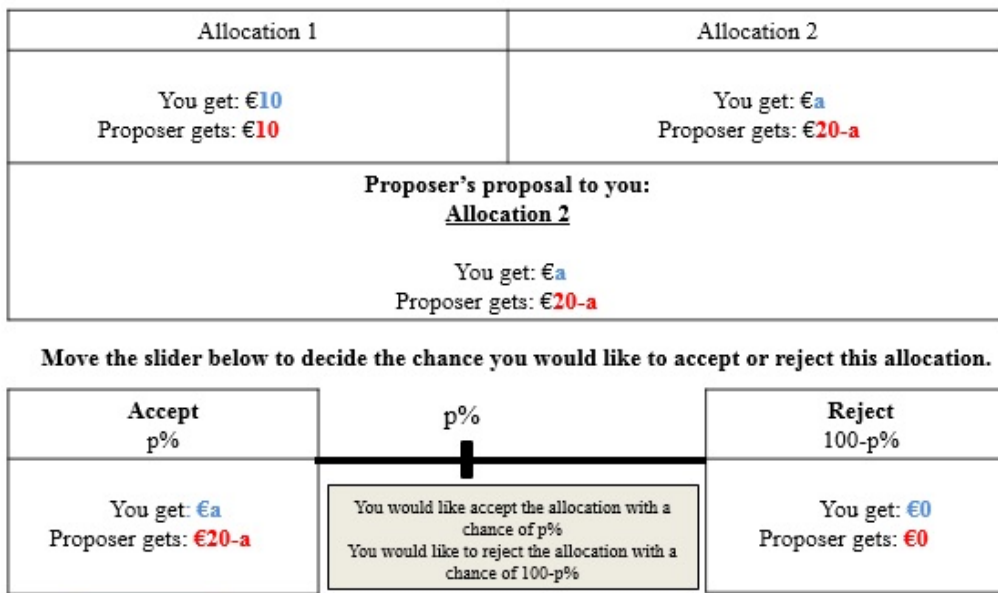 Allocation 1
Allocation 2
You get: €10
Proposer gets: €10
You get: €a
Proposer gets: €20-a
Proposer's proposal to you:
Allocation 2
You get: €a
Proposer gets: €20-a
Move the slider below to decide the chance you would like to accept or reject this allocation.
Accept
p%
You get: €a
Proposer gets: €20-a
p%
You would like accept the allocation with a
chance of p%
You would like to reject the allocation with a
chance of 100-p%
Reject
100-p%
You get: €0
Proposer gets: €0